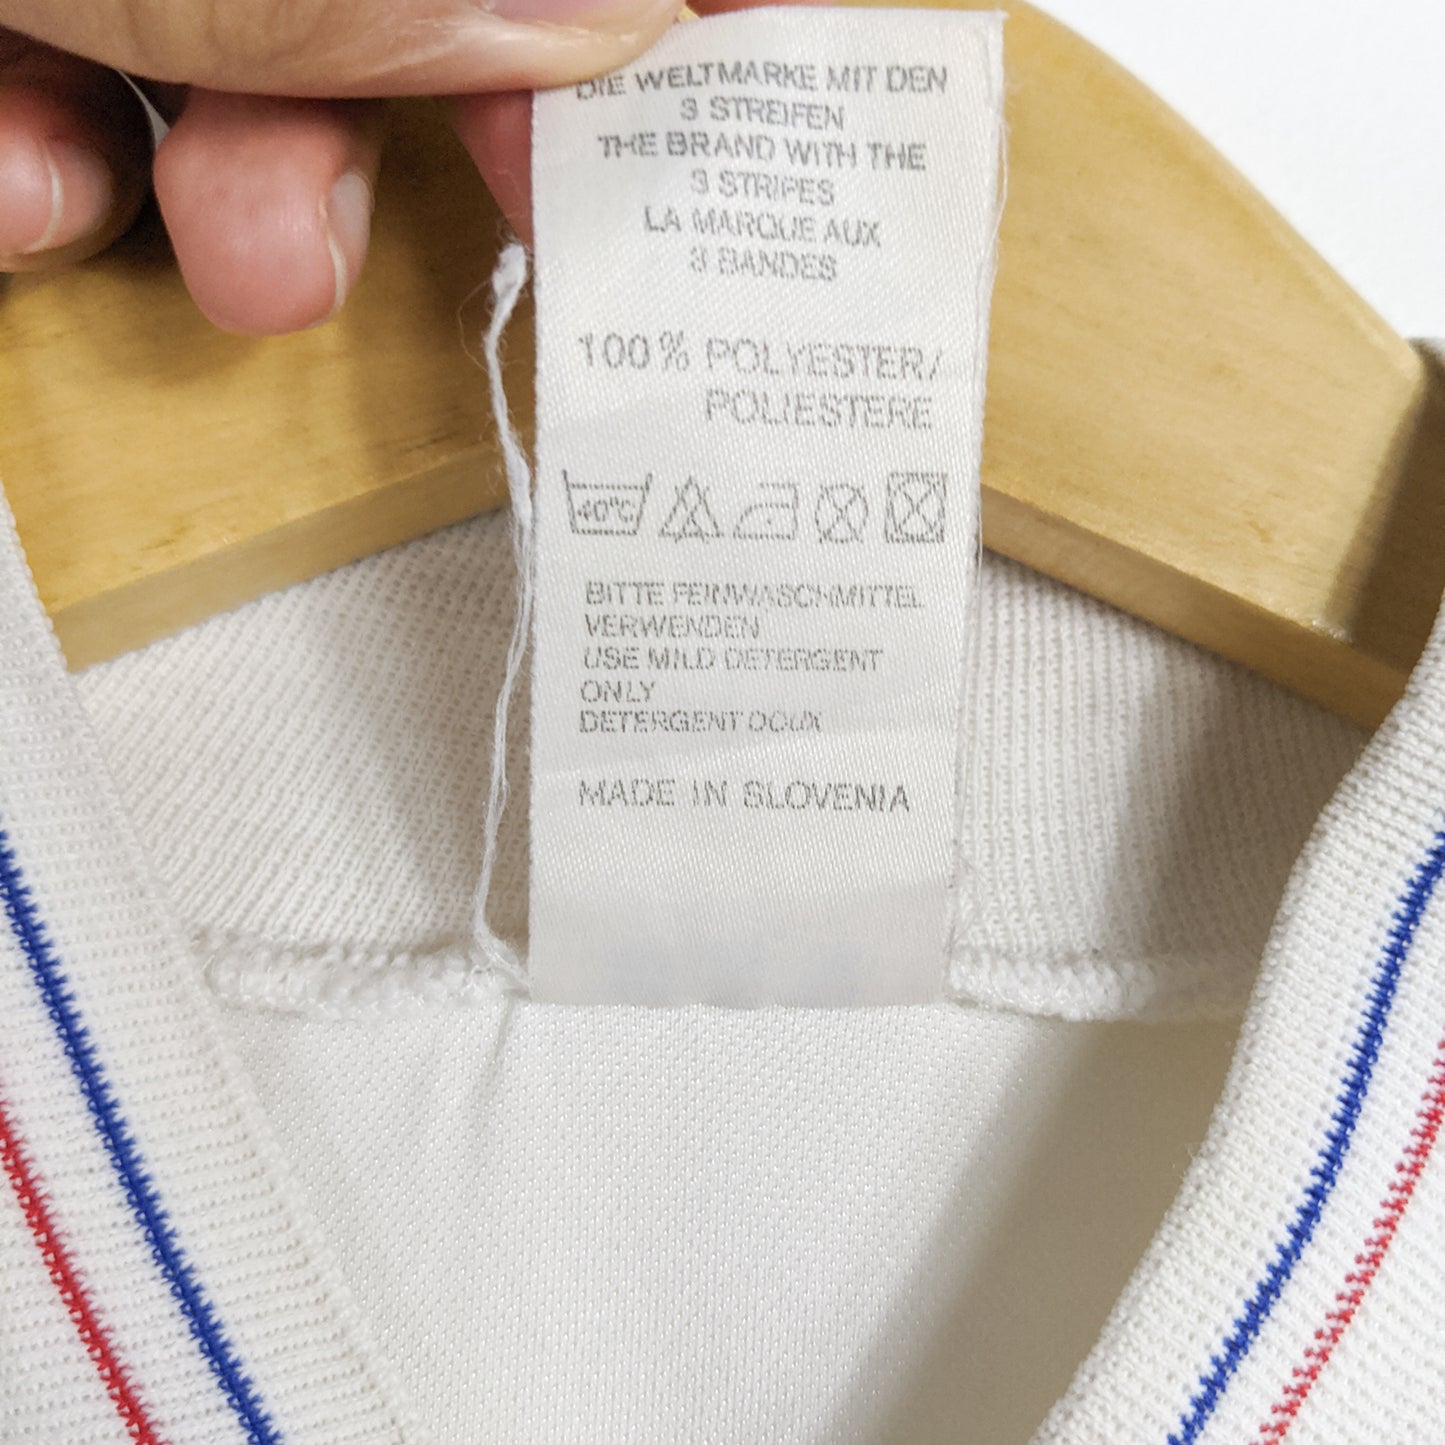 DIE WELTMARKE MIT DEN
3 STREIFEN
THE BRAND WITH THE
3 STRIPES
LA MARQUE AUX
3 BANDES
100% POLYESTER/
POLIESTERE
40°C
BITTE FEINWASCHMITTEL
VERWENDEN
USE MILD DETERGENT
ONLY
DETERGENT DOUX
MADE IN SLOVENIA